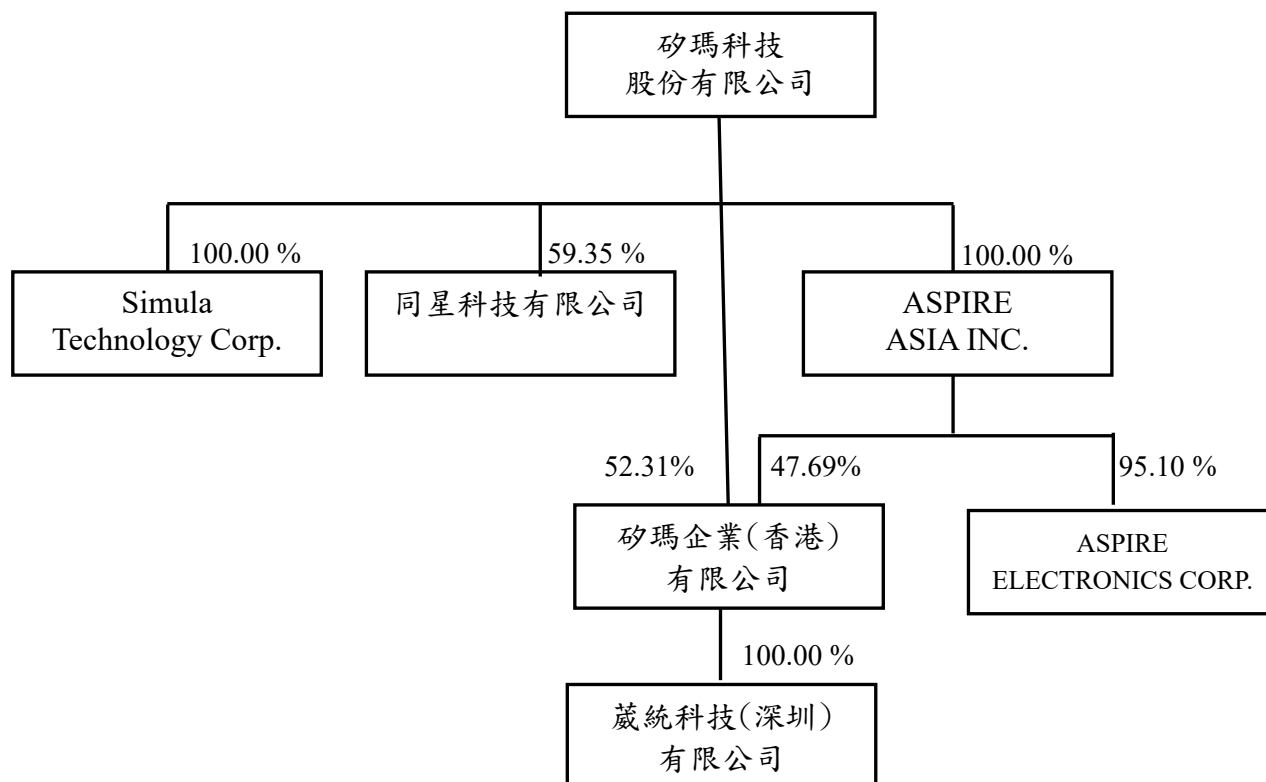 矽瑪科技
股份有限公司
100.00 %
59.35 %
100.00 %
Simula
Technology Corp.
同星科技有限公司
ASPIRE
ASIA INC.
52.31%
47.69%
95.10 %
矽瑪企業(香港)
有限公司
ASPIRE
ELECTRONICS CORP.
100.00 %
葳統科技(深圳)
有限公司